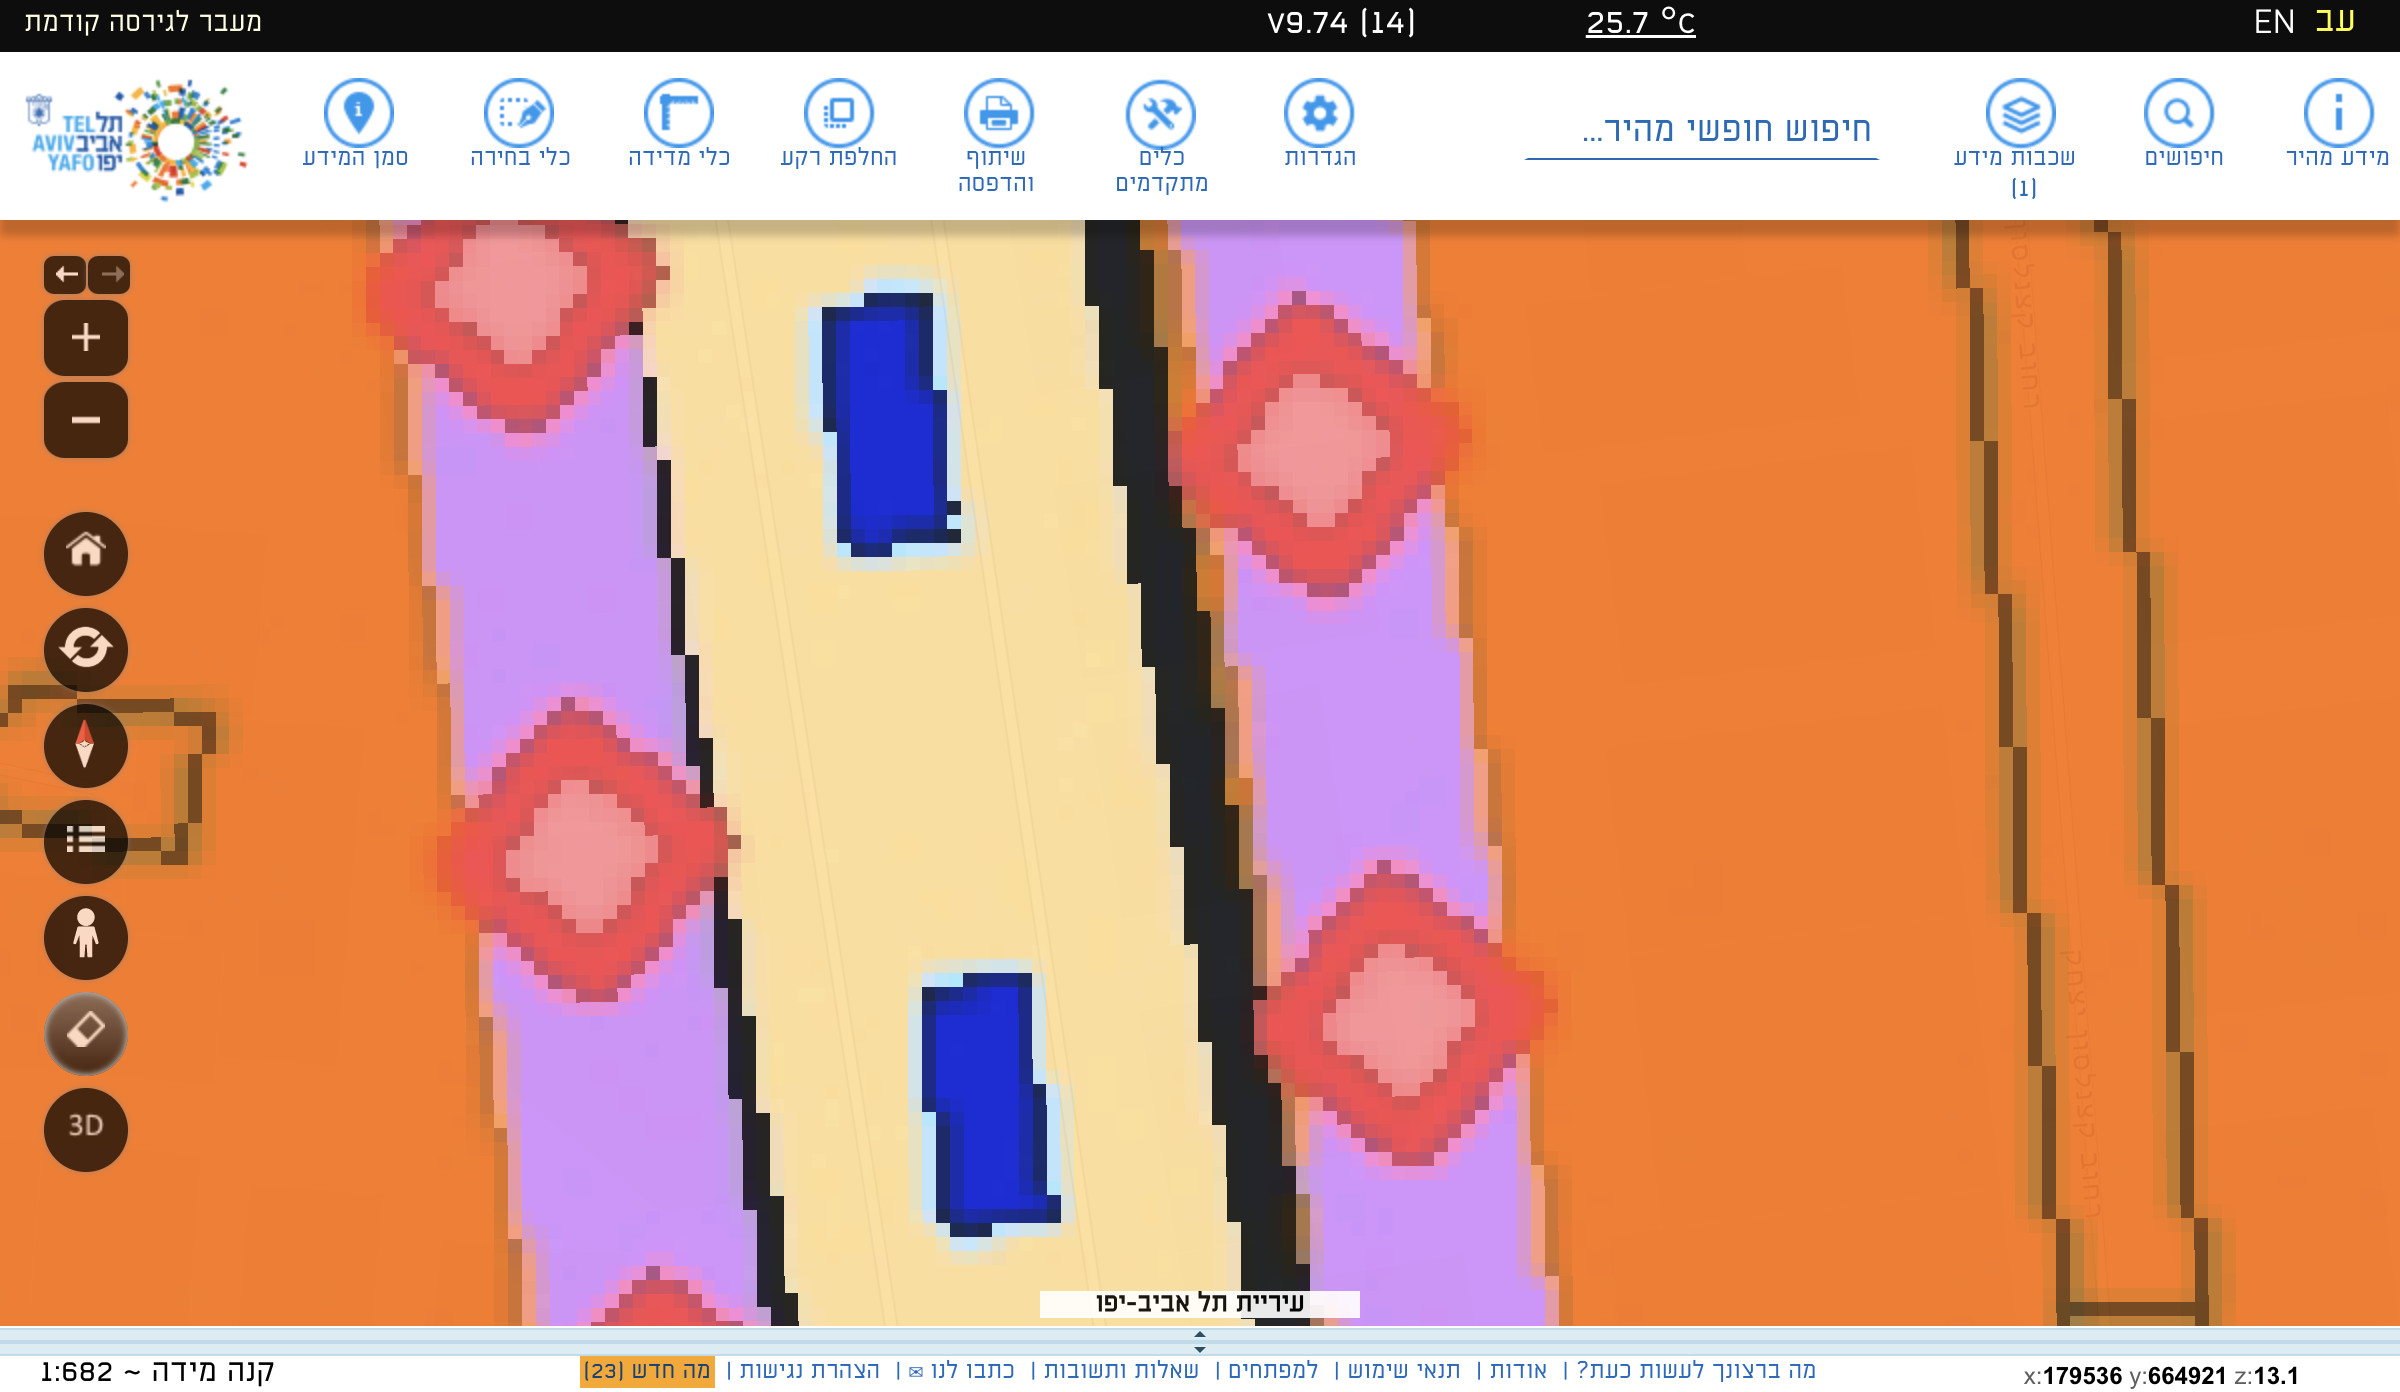 מעבר לגירסה קודמת
V9.74 (14)
25.7 °C
EN עב
תל אביב יפו
TEL AVIV YAFO
סמן המידע
כלי בחירה
כלי מדידה
החלפת רקע
שיתוף והדפסה
כלים מתקדמים
הגדרות
חיפוש חופשי מהיר...
שכבות מידע (1)
חיפושים
מידע מהיר
3D
עיריית תל אביב-יפו
קנה מידה ~ 1:682
מה ברצונך לעשות כעת? | אודות | תנאי שימוש | למפתחים | שאלות ותשובות | כתבו לנו ✉ | הצהרת נגישות | מה חדש (23)
x:179536 y:664921 z:13.1